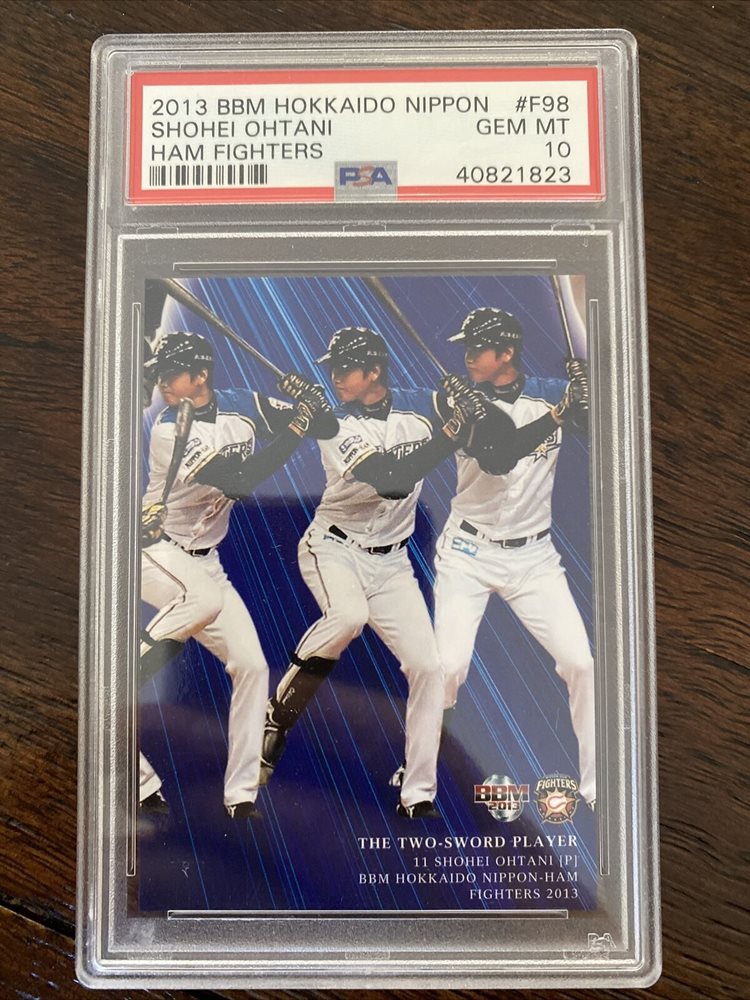 2013 BBM HOKKAIDO NIPPON #F98
SHOHEI OHTANI GEM MT
HAM FIGHTERS 10
PSA 40821823
BBM
2013
FIGHTERS
THE TWO-SWORD PLAYER
11 SHOHEI OHTANI [P]
BBM HOKKAIDO NIPPON-HAM
FIGHTERS 2013